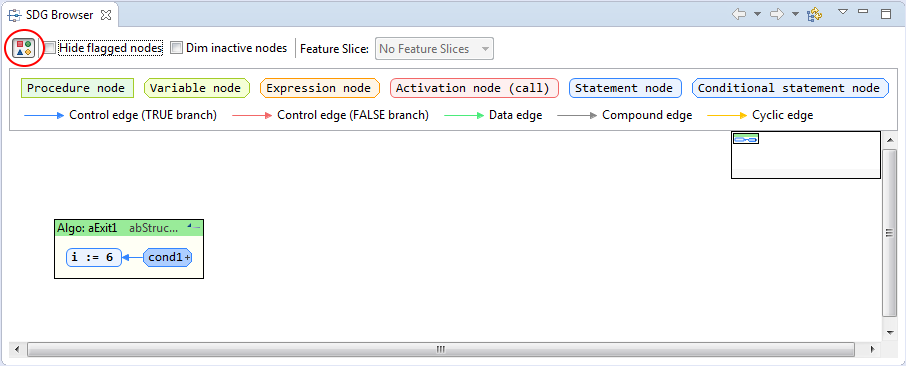 SDG Browser
Hide flagged nodes Dim inactive nodes Feature Slice: No Feature Slices
Procedure node Variable node Expression node Activation node (call) Statement node Conditional statement node
Control edge (TRUE branch) Control edge (FALSE branch) Data edge Compound edge Cyclic edge
Algo: aExit1 abStruc...
i := 6 cond1+